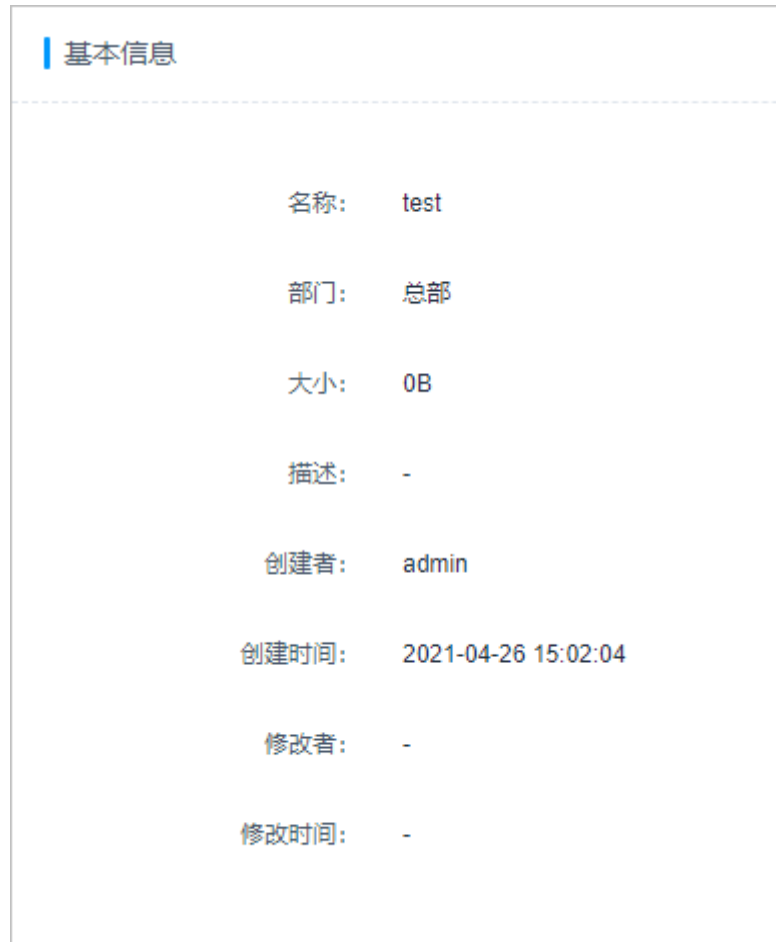 基本信息
名称： test
部门： 总部
大小： 0B
描述： -
创建者： admin
创建时间： 2021-04-26 15:02:04
修改者： -
修改时间： -